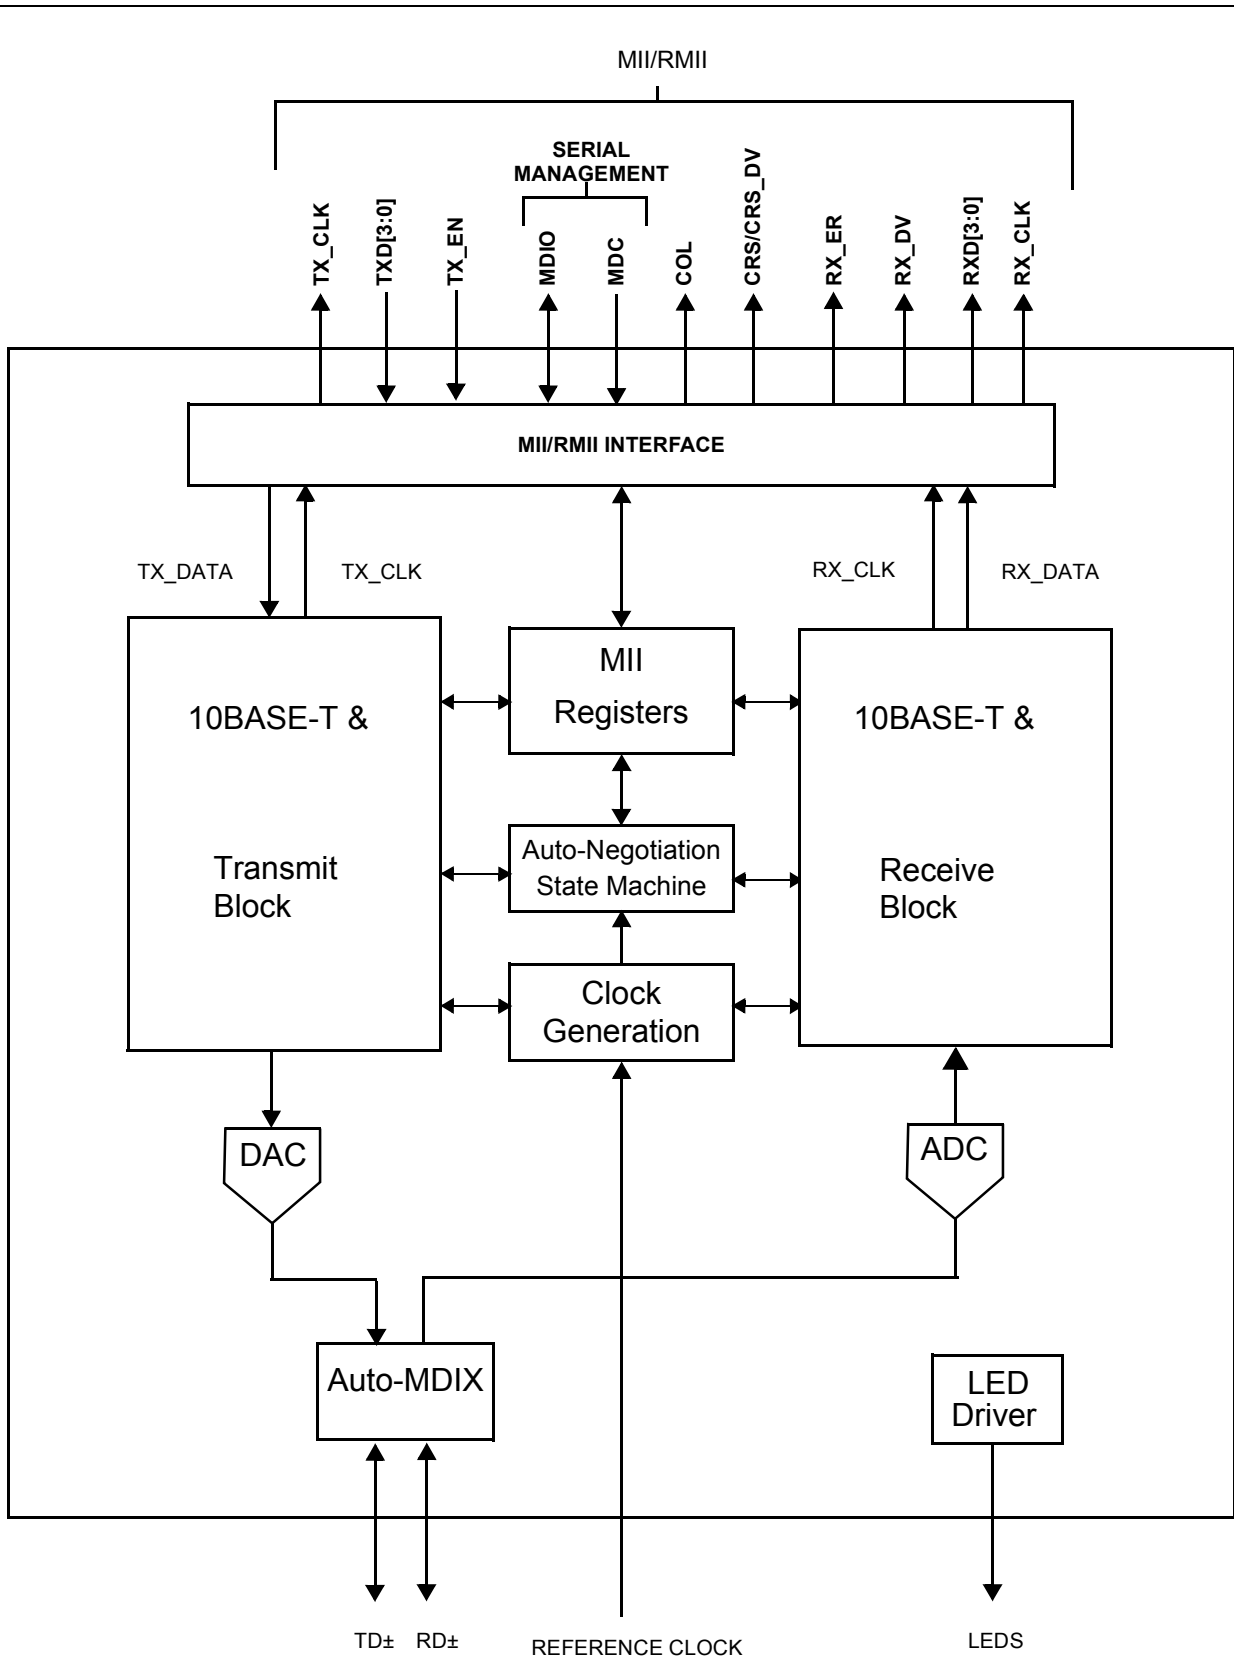 MII/RMII
SERIAL
MANAGEMENT
TX_CLK
TXD[3:0]
TX_EN
MDIO
MDC
COL
CRS/CRS_DV
RX_ER
RX_DV
RXD[3:0]
RX_CLK
MII/RMII INTERFACE
TX_DATA
TX_CLK
RX_CLK
RX_DATA
10BASE-T &
Transmit
Block
MII
Registers
10BASE-T &
Receive
Block
Auto-Negotiation
State Machine
Clock
Generation
DAC
ADC
Auto-MDIX
LED
Driver
TD±
RD±
REFERENCE CLOCK
LEDS